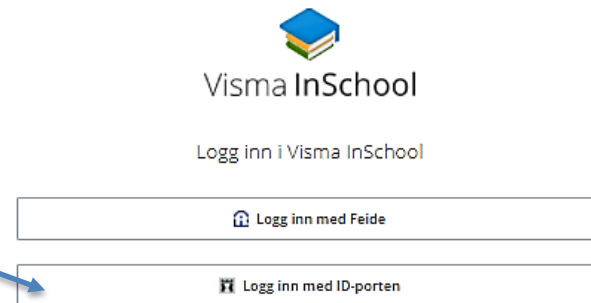 Visma InSchool
Logg inn i Visma InSchool
Logg inn med Feide
Logg inn med ID-porten